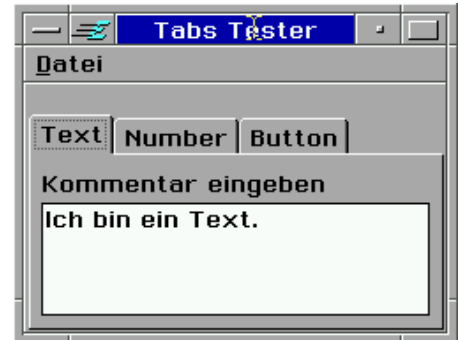 Tabs Tester
Datei
Text Number Button
Kommentar eingeben
Ich bin ein Text.